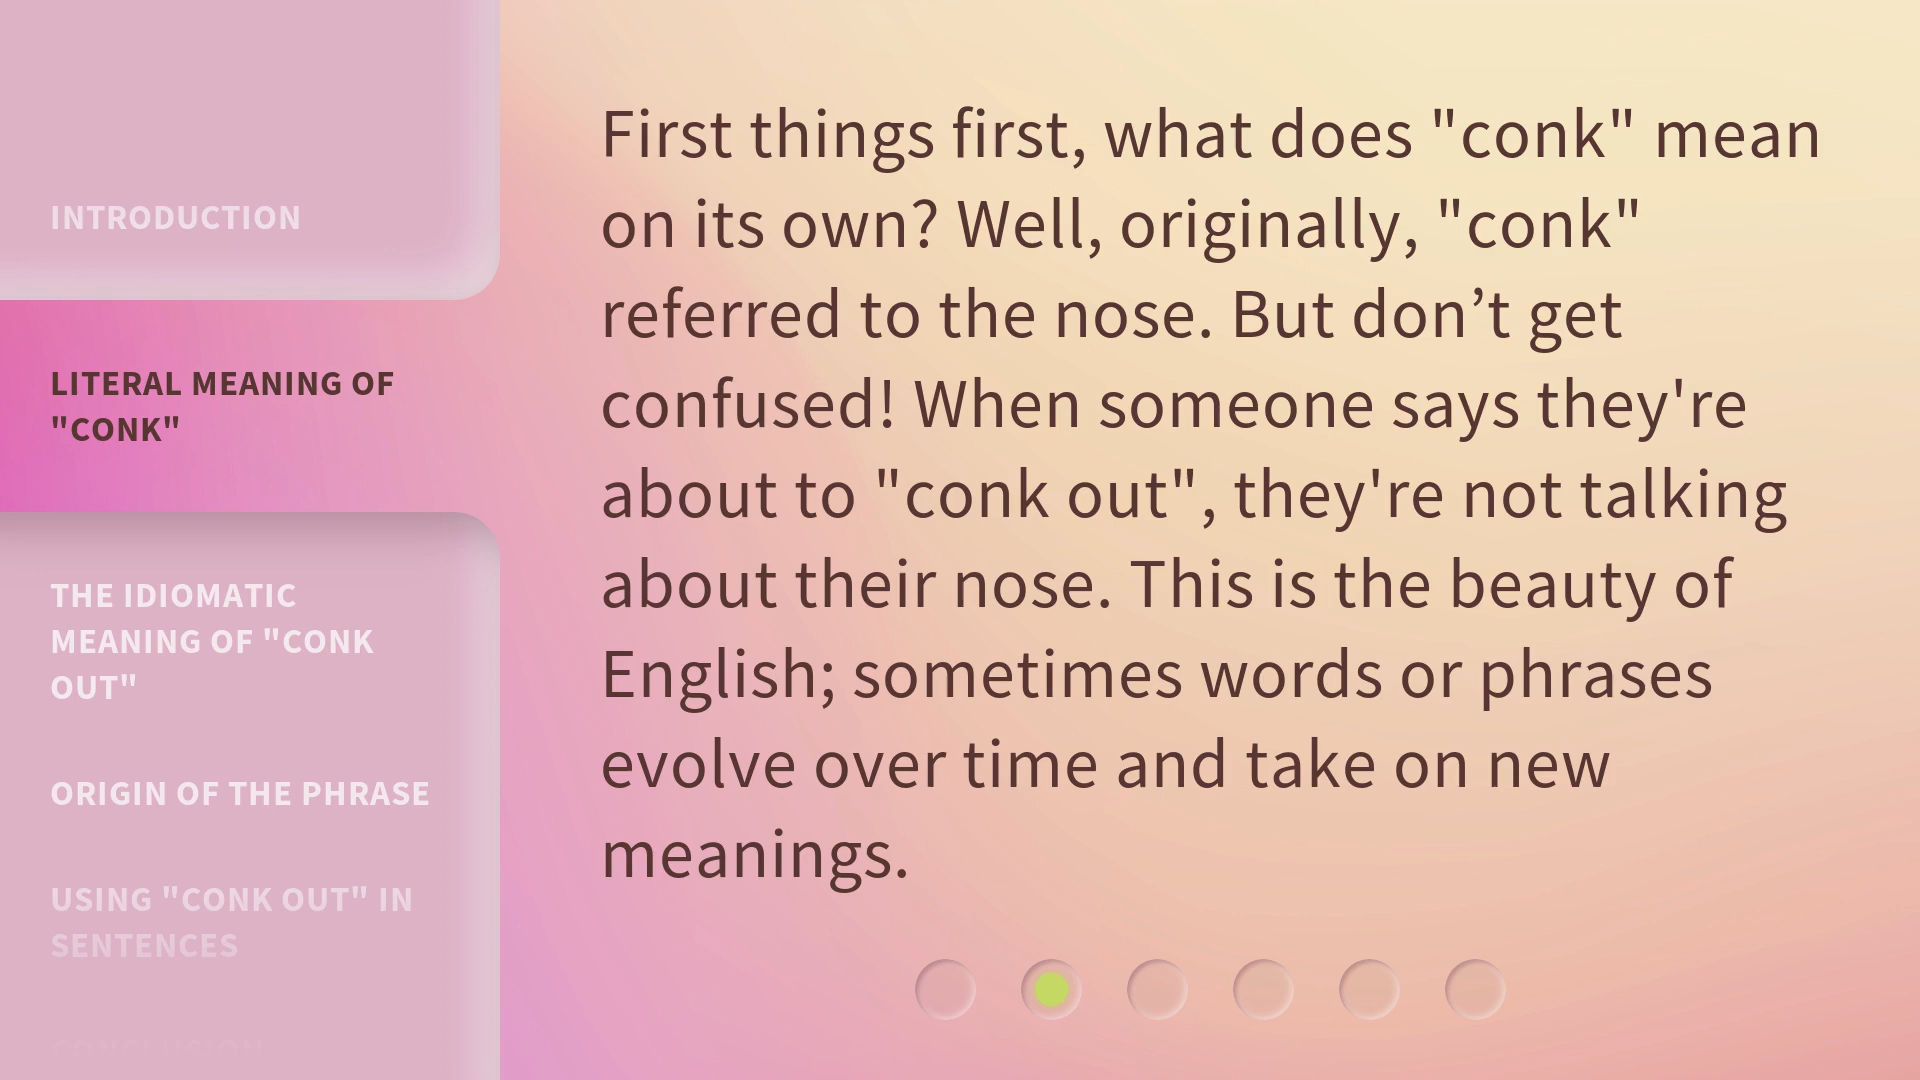 INTRODUCTION
LITERAL MEANING OF
"CONK"
THE IDIOMATIC
MEANING OF "CONK
OUT"
ORIGIN OF THE PHRASE
USING "CONK OUT" IN
SENTENCES
CONCLUSION
First things first, what does "conk" mean
on its own? Well, originally, "conk"
referred to the nose. But don’t get
confused! When someone says they're
about to "conk out", they're not talking
about their nose. This is the beauty of
English; sometimes words or phrases
evolve over time and take on new
meanings.